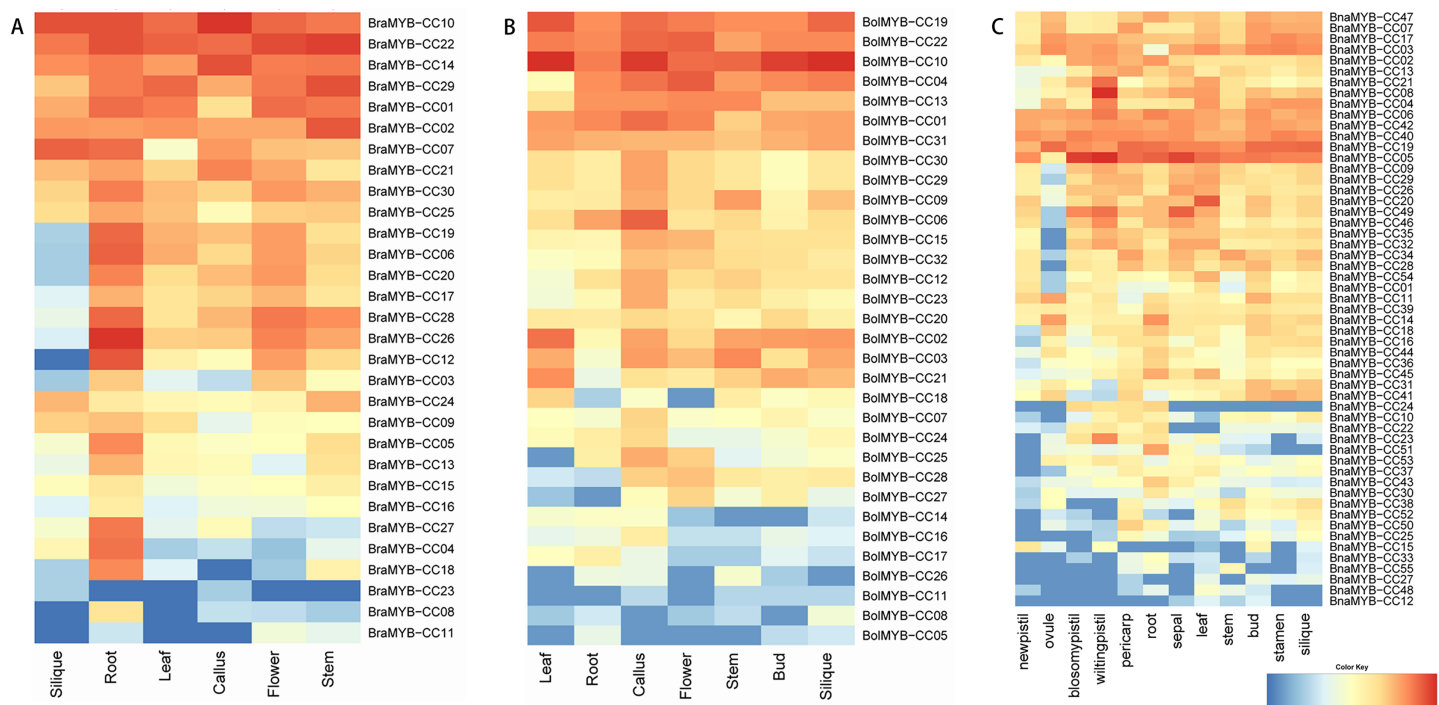 A
BraMYB-CC10
BraMYB-CC22
BraMYB-CC14
BraMYB-CC29
BraMYB-CC01
BraMYB-CC02
BraMYB-CC07
BraMYB-CC21
BraMYB-CC30
BraMYB-CC25
BraMYB-CC19
BraMYB-CC06
BraMYB-CC20
BraMYB-CC17
BraMYB-CC28
BraMYB-CC26
BraMYB-CC12
BraMYB-CC03
BraMYB-CC24
BraMYB-CC09
BraMYB-CC05
BraMYB-CC13
BraMYB-CC15
BraMYB-CC16
BraMYB-CC27
BraMYB-CC04
BraMYB-CC18
BraMYB-CC23
BraMYB-CC08
BraMYB-CC11
Silique
Root
Leaf
Callus
Flower
Stem
B
BolMYB-CC19
BolMYB-CC22
BolMYB-CC10
BolMYB-CC04
BolMYB-CC13
BolMYB-CC01
BolMYB-CC31
BolMYB-CC30
BolMYB-CC29
BolMYB-CC09
BolMYB-CC06
BolMYB-CC15
BolMYB-CC32
BolMYB-CC12
BolMYB-CC23
BolMYB-CC20
BolMYB-CC02
BolMYB-CC03
BolMYB-CC21
BolMYB-CC18
BolMYB-CC07
BolMYB-CC24
BolMYB-CC25
BolMYB-CC28
BolMYB-CC27
BolMYB-CC14
BolMYB-CC16
BolMYB-CC17
BolMYB-CC26
BolMYB-CC11
BolMYB-CC08
BolMYB-CC05
Leaf
Root
Callus
Flower
Stem
Bud
Silique
C
BnaMYB-CC47
BnaMYB-CC07
BnaMYB-CC17
BnaMYB-CC03
BnaMYB-CC02
BnaMYB-CC13
BnaMYB-CC21
BnaMYB-CC08
BnaMYB-CC04
BnaMYB-CC06
BnaMYB-CC42
BnaMYB-CC40
BnaMYB-CC19
BnaMYB-CC05
BnaMYB-CC09
BnaMYB-CC29
BnaMYB-CC26
BnaMYB-CC20
BnaMYB-CC49
BnaMYB-CC46
BnaMYB-CC35
BnaMYB-CC32
BnaMYB-CC34
BnaMYB-CC28
BnaMYB-CC54
BnaMYB-CC01
BnaMYB-CC11
BnaMYB-CC39
BnaMYB-CC14
BnaMYB-CC18
BnaMYB-CC16
BnaMYB-CC44
BnaMYB-CC36
BnaMYB-CC45
BnaMYB-CC31
BnaMYB-CC41
BnaMYB-CC24
BnaMYB-CC10
BnaMYB-CC22
BnaMYB-CC23
BnaMYB-CC51
BnaMYB-CC53
BnaMYB-CC37
BnaMYB-CC43
BnaMYB-CC30
BnaMYB-CC38
BnaMYB-CC52
BnaMYB-CC50
BnaMYB-CC25
BnaMYB-CC15
BnaMYB-CC33
BnaMYB-CC55
BnaMYB-CC27
BnaMYB-CC48
BnaMYB-CC12
newpistil
ovule
blosomypistil
wiltingpistil
pericarp
root
sepal
leaf
stem
bud
stamen
silique
Color Key